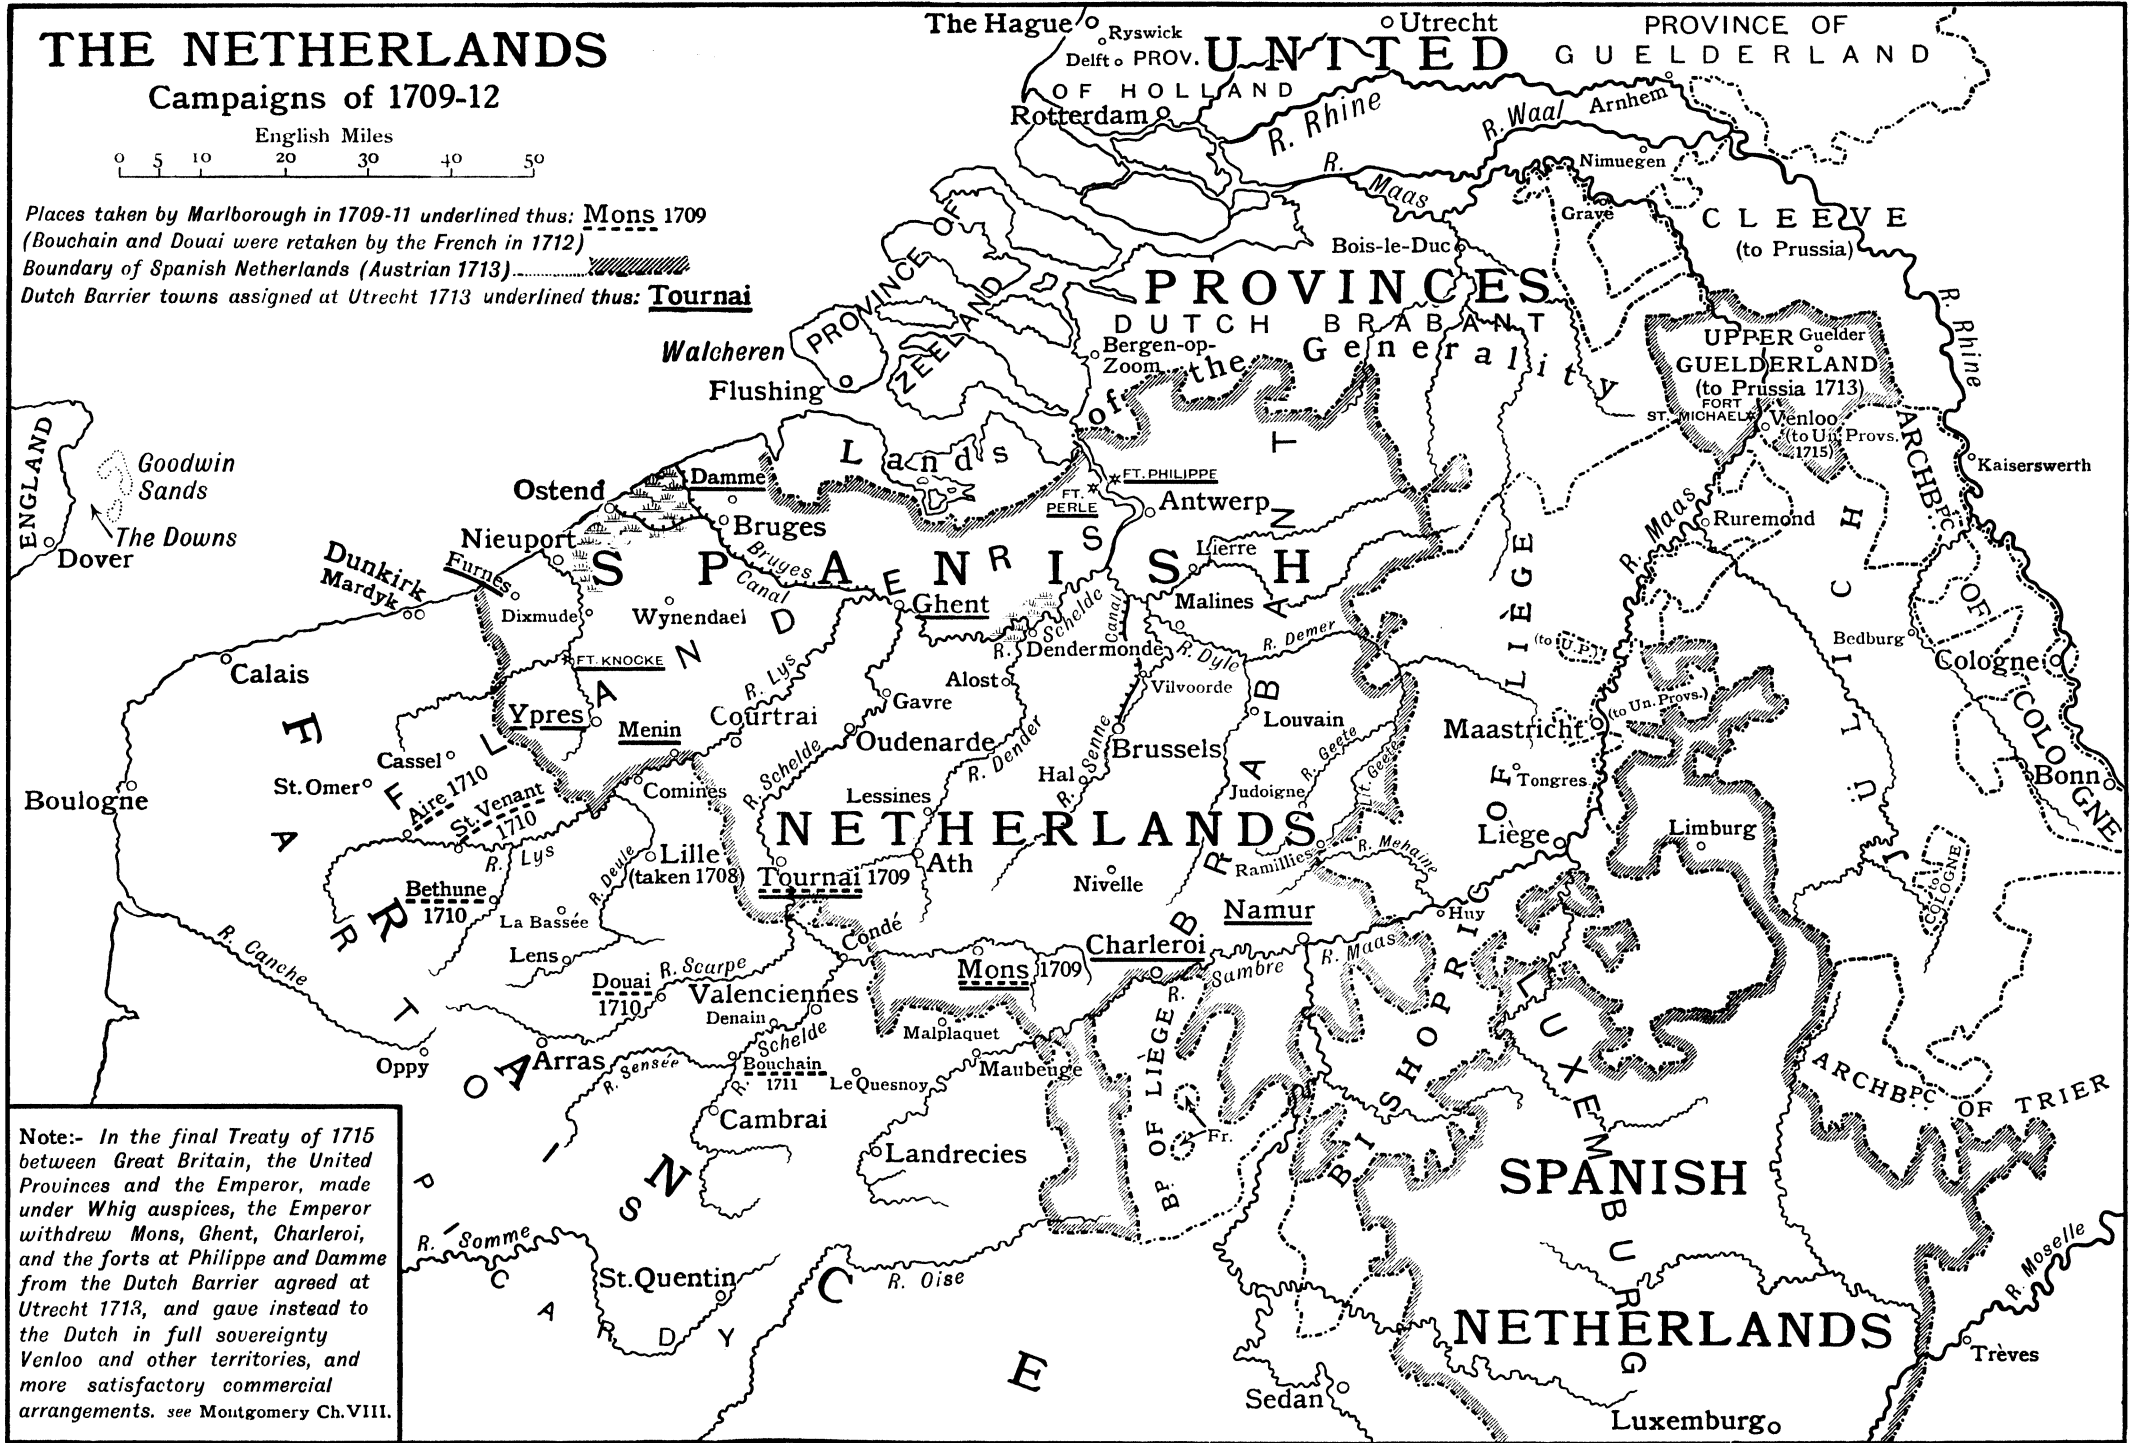 THE NETHERLANDS
Campaigns of 1709-12
English Miles
0 5 10 20 30 40 50
Places taken by Marlborough in 1709-11 underlined thus: Mons 1709
(Bouchain and Douai were retaken by the French in 1712)
Boundary of Spanish Netherlands (Austrian 1713)
Dutch Barrier towns assigned at Utrecht 1713 underlined thus: Tournai
The Hague
Ryswick
Delft
PROV.
OF HOLLAND
Rotterdam
Utrecht
UNITED
PROVINCE OF
GUELDERLAND
R. Rhine
R. Waal
Arnhem
R. Maas
Nimuegen
Grave
CLEEVE
(to Prussia)
Bois-le-Duc
PROVINCES
DUTCH BRABANT
of the Generality
Lands
PROVINCE OF
ZEELAND
Walcheren
Flushing
Bergen-op-
Zoom
R. Rhine
UPPER
Guelder
GUELDERLAND
(to Prussia 1713)
FORT
ST. MICHAEL
Venloo
(to Un. Provs.
1715)
ARCHB.PC
OF
COLOGNE
Kaiserswerth
ENGLAND
Goodwin
Sands
The Downs
Dover
Ostend
Damme
Bruges
Nieuport
Bruges
Canal
FT. PHILIPPE
FT.
PERLE
Antwerp
Lierre
Malines
Ruremond
R. Maas
SPANISH
Dunkirk
Mardyk
Furnes
Dixmude
Wynendael
Ghent
R. Schelde
Canal
Dendermonde
R. Dyle
R. Demer
(to U.P.)
Bedburg
Cologne
JÜLICH
Calais
FT. KNOCKE
FLANDERS
R. Lys
Alost
Gavre
Vilvoorde
Louvain
BRABANT
Ypres
Menin
Courtrai
Oudenarde
Brussels
Maastricht
(to Un. Provs.)
Cassel
St. Omer
Aire 1710
St. Venant
1710
Comines
R. Schelde
R. Dender
Hal
R. Senne
R. Geete
Lit. Geete
Judoigne
Tongres
Bonn
Boulogne
Lessines
NETHERLANDS
Liège
Limburg
R. Lys
R. Deule
Lille
(taken 1708)
Tournai 1709
Ath
Nivelle
Ramillies
R. Mehaine
(to
COLOGNE)
Bethune
1710
La Bassée
Lens
Condé
Namur
Huy
BISHOPRIC OF LIÈGE
R. Canche
Douai
1710
R. Scarpe
Valenciennes
Mons 1709
Charleroi
R. Sambre
R. Maas
Denain
Schelde
R.
Malplaquet
Oppy
Arras
R. Sensée
Bouchain
1711
Le Quesnoy
Maubeuge
BP. OF LIÈGE
ARTOIS
Cambrai
Landrecies
Fr.
LUXEMBURG
ARCHB.PC OF TRIER
SPANISH
NETHERLANDS
FRANCE
Note:- In the final Treaty of 1715
between Great Britain, the United
Provinces and the Emperor, made
under Whig auspices, the Emperor
withdrew Mons, Ghent, Charleroi,
and the forts at Philippe and Damme
from the Dutch Barrier agreed at
Utrecht 1713, and gave instead to
the Dutch in full sovereignty
Venloo and other territories, and
more satisfactory commercial
arrangements. see Montgomery Ch. VIII.
PICARDY
R. Somme
St. Quentin
R. Oise
R. Moselle
Trèves
Sedan
Luxemburg